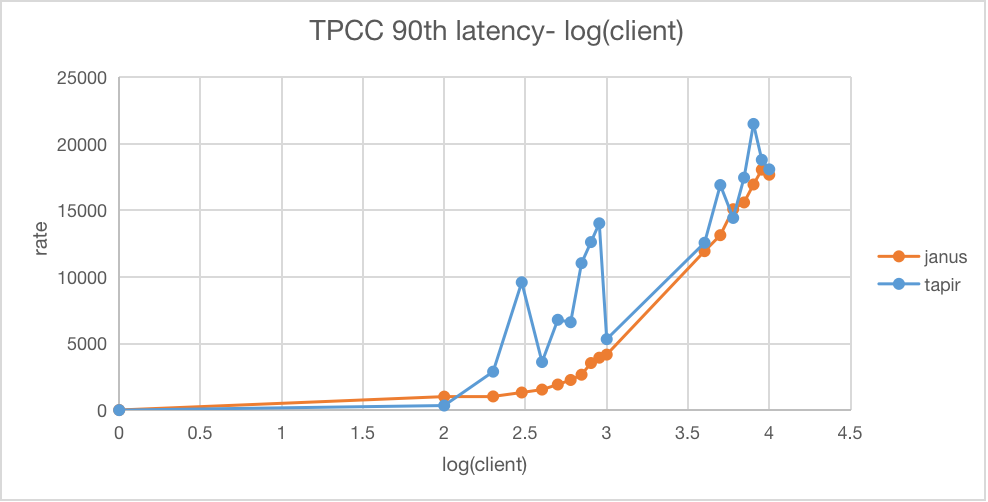 TPCC 90th latency- log(client)
25000
20000
15000
10000
5000
0
rate
0 0.5 1 1.5 2 2.5 3 3.5 4 4.5
log(client)
janus
tapir